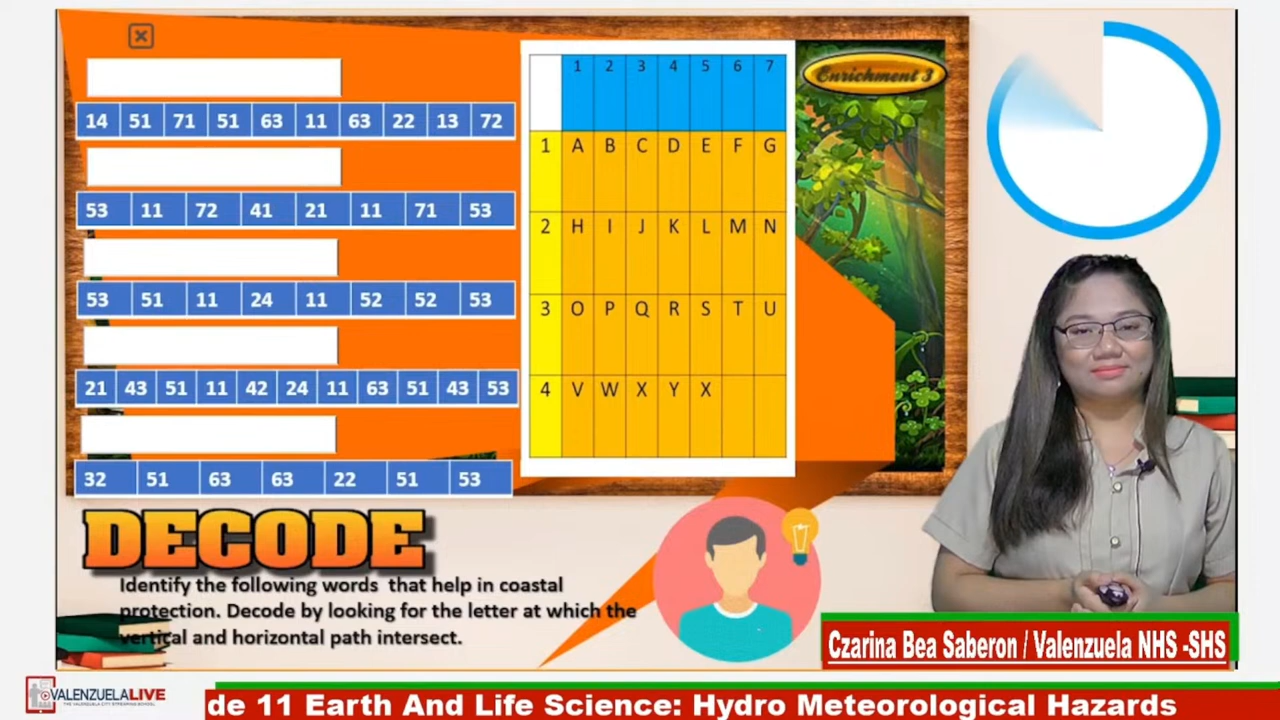 14 51 71 51 63 11 63 22 13 72
53 11 72 41 21 11 71 53
53 51 11 24 11 52 52 53
21 43 51 11 42 24 11 63 51 43 53
32 51 63 63 22 51 53
1 2 3 4 5 6 7
1 A B C D E F G
2 H I J K L M N
3 O P Q R S T U
4 V W X Y X
Enrichment 3
DECODE
Identify the following words that help in coastal
protection. Decode by looking for the letter at which the
vertical and horizontal path intersect.
Czarina Bea Saberon / Valenzuela NHS -SHS
VALENZUELALIVE
THE VALENZUELA CITY STREAMING SCHOOL
de 11 Earth And Life Science: Hydro Meteorological Hazards